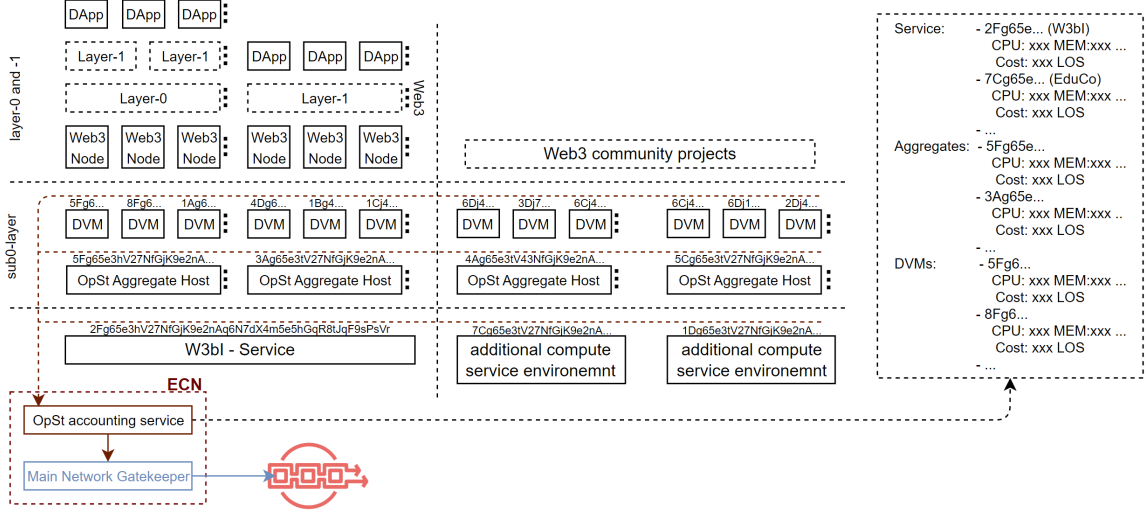 DApp DApp DApp
Layer-1 Layer-1 DApp DApp DApp
Layer-0 Layer-1
Web3 Node Web3 Node Web3 Node Web3 Node Web3 Node Web3 Node
Web3
layer-0 and -1
Web3 community projects
sub0-layer
5Fg6... 8Fg6... 1Ag6... 4Dg6... 1Bg4... 1Cj4... 6Dj4... 3Dj7... 6Cj4... 6Cj4... 6Dj1... 2Dj4...
DVM DVM DVM DVM DVM DVM DVM DVM DVM DVM DVM DVM
5Fg65e3hV27NfGjK9e2nA... 3Ag65e3tV27NfGjK9e2nA... 4Ag65e3tV43NfGjK9e2nA... 5Cg65e3tV27NfGjK9e2nA...
OpSt Aggregate Host OpSt Aggregate Host OpSt Aggregate Host OpSt Aggregate Host
2Fg65e3hV27NfGjK9e2nAq6N7dX4m5e5hGqR8tJqF9sPsVr 7Cg65e3tV27NfGjK9e2nA... 1Dg65e3tV27NfGjK9e2nA...
W3bI - Service
additional compute
service environemnt
additional compute
service environemnt
ECN
OpSt accounting service
Main Network Gatekeeper
Service: - 2Fg65e... (W3bI)
CPU: xxx MEM:xxx ...
Cost: xxx LOS
- 7Cg65e... (EduCo)
CPU: xxx MEM:xxx ...
Cost: xxx LOS
- ...
Aggregates: - 5Fg65e...
CPU: xxx MEM:xxx ...
Cost: xxx LOS
- 3Ag65e...
CPU: xxx MEM:xxx ..
Cost: xxx LOS
- ...
DVMs: - 5Fg6...
CPU: xxx MEM:xxx ...
Cost: xxx LOS
- 8Fg6...
CPU: xxx MEM:xxx ...
Cost: xxx LOS
- ...